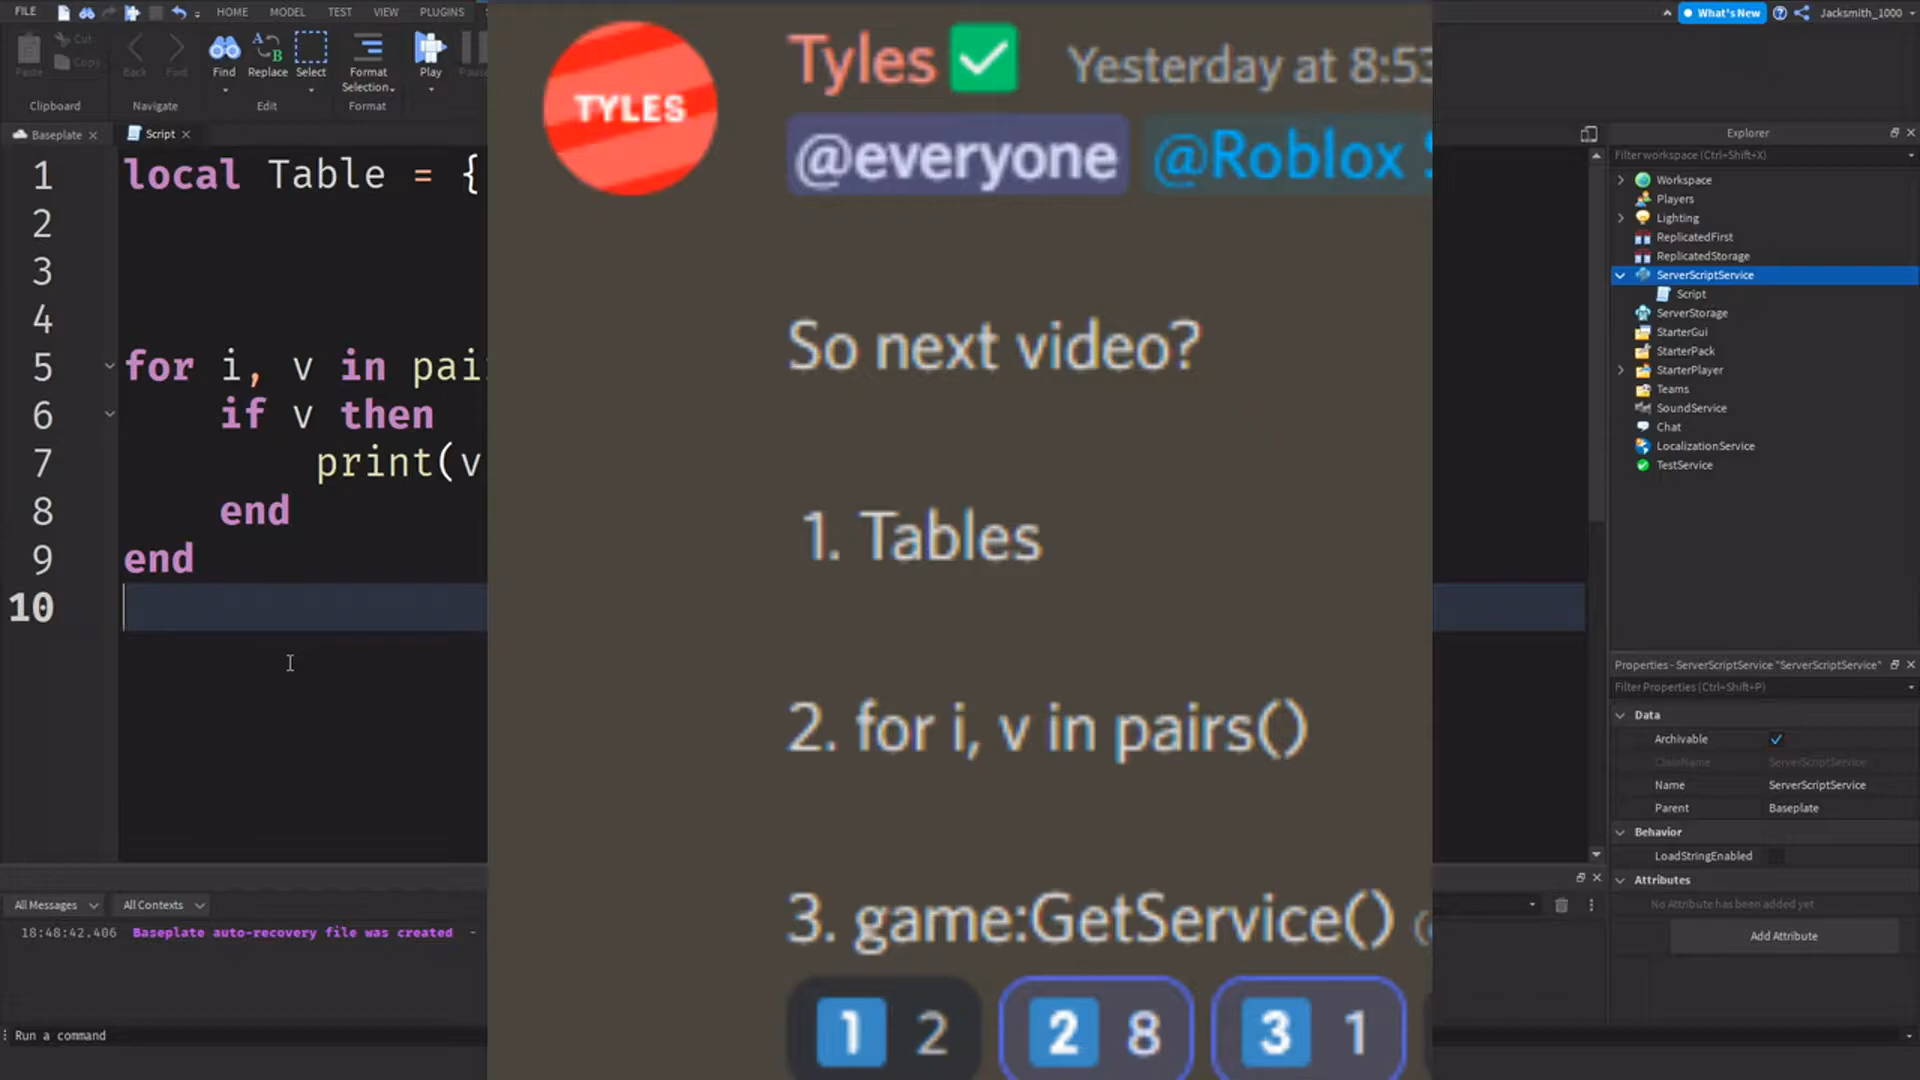 FILE HOME MODEL TEST VIEW PLUGINS
What's New Jacksmith_1000
Paste Cut Copy
Back Find Replace Select Format Selection Play
Clipboard Navigate Edit Format
Baseplate Script
1 local Table = {
2
3
4
5 for i, v in pai
6 if v then
7 print(v
8 end
9 end
10
All Messages All Contexts
18:48:42.406 Baseplate auto-recovery file was created -
Run a command
TYLES
Tyles Yesterday at 8:53
@everyone @Roblox
So next video?
1. Tables
2. for i, v in pairs()
3. game:GetService()
1 2 2 8 3 1
Explorer
Filter workspace (Ctrl+Shift+X)
Workspace
Players
Lighting
ReplicatedFirst
ReplicatedStorage
ServerScriptService
Script
ServerStorage
StarterGui
StarterPack
StarterPlayer
Teams
SoundService
Chat
LocalizationService
TestService
Properties - ServerScriptService "ServerScriptService"
Filter Properties (Ctrl+Shift+P)
Data
Archivable
ClassName ServerScriptService
Name ServerScriptService
Parent Baseplate
Behavior
LoadStringEnabled
Attributes
No Attribute has been added yet
Add Attribute